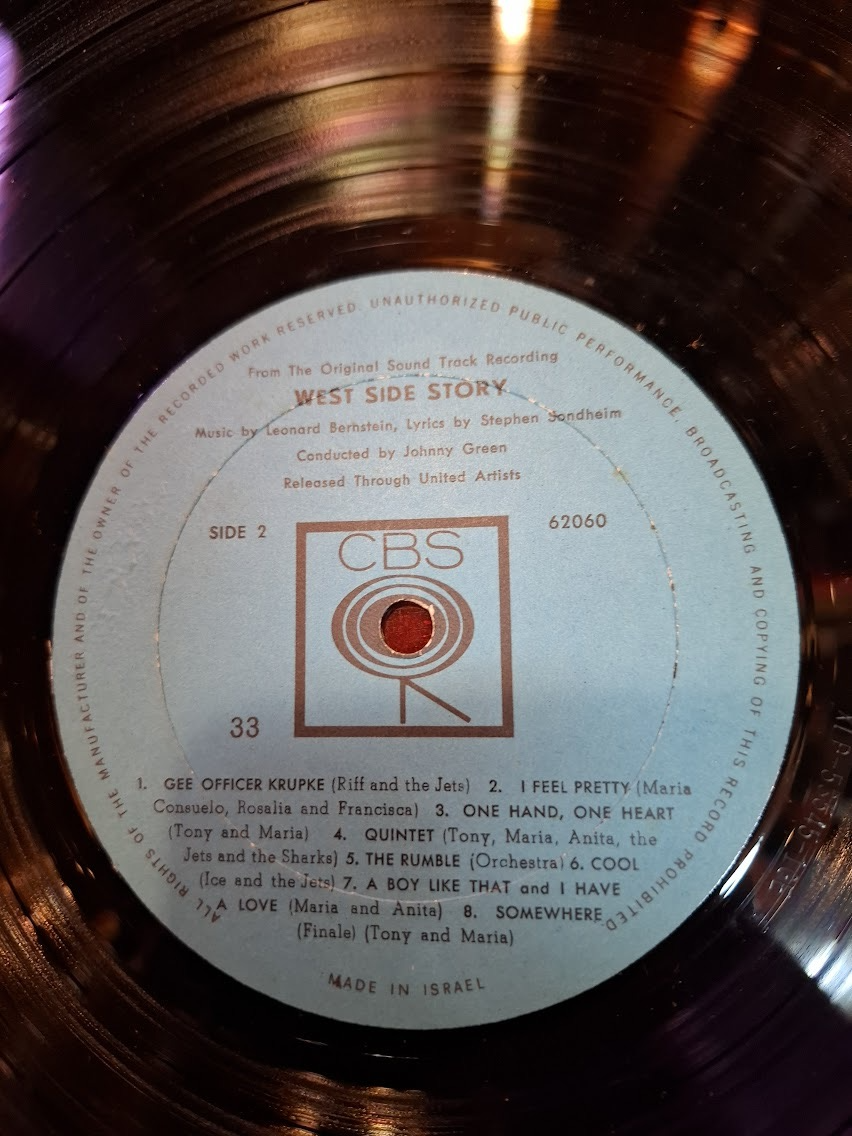 ALL RIGHTS OF THE MANUFACTURER AND OF THE OWNER OF THE RECORDED WORK RESERVED. UNAUTHORIZED PUBLIC PERFORMANCE. BROADCASTING AND COPYING OF THIS RECORD PROHIBITED
From The Original Sound Track Recording
WEST SIDE STORY
Music by Leonard Bernstein, Lyrics by Stephen Sondheim
Conducted by Johnny Green
Released Through United Artists
SIDE 2
62060
CBS
33
1. GEE OFFICER KRUPKE (Riff and the Jets) 2. I FEEL PRETTY (Maria
Consuelo, Rosalia and Francisca) 3. ONE HAND, ONE HEART
(Tony and Maria) 4. QUINTET (Tony, Maria, Anita, the
Jets and the Sharks) 5. THE RUMBLE (Orchestra) 6. COOL
(Ice and the Jets) 7. A BOY LIKE THAT and I HAVE
A LOVE (Maria and Anita) 8. SOMEWHERE
(Finale) (Tony and Maria)
MADE IN ISRAEL